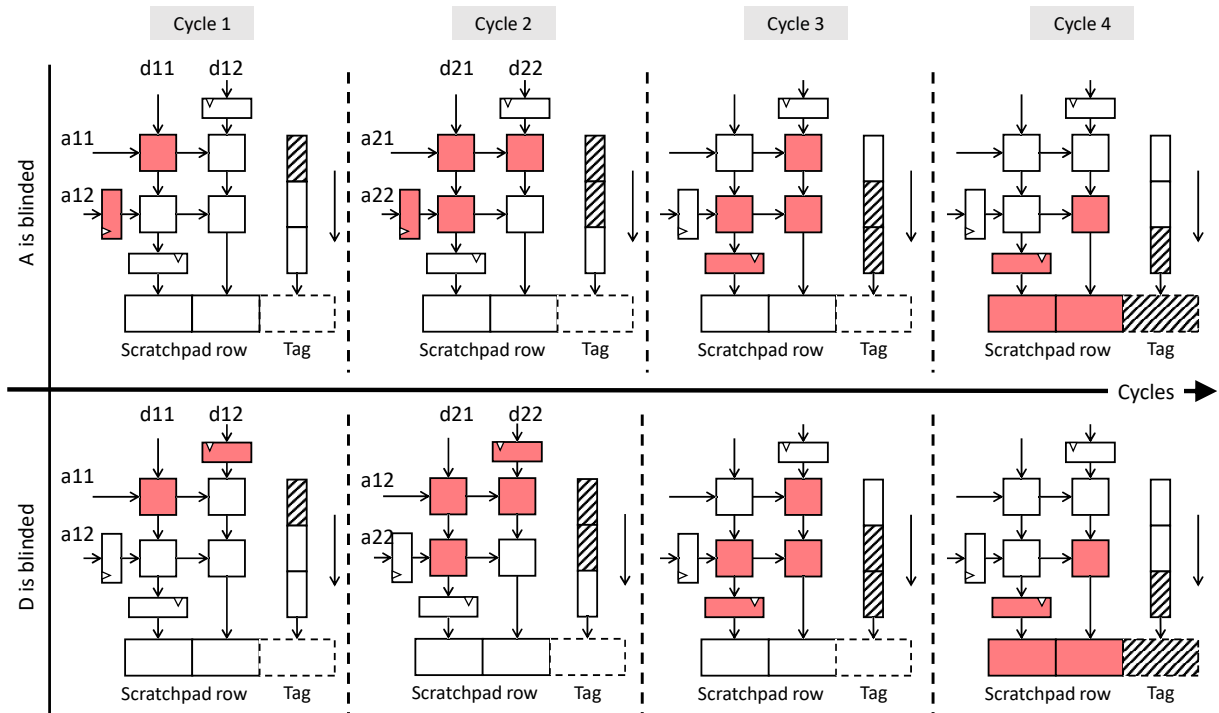 Cycle 1
Cycle 2
Cycle 3
Cycle 4
A is blinded
d11 d12
a11
a12
Scratchpad row Tag
d21 d22
a21
a22
Scratchpad row Tag
Scratchpad row Tag
Scratchpad row Tag
Cycles
D is blinded
d11 d12
a11
a12
Scratchpad row Tag
d21 d22
a12
a22
Scratchpad row Tag
Scratchpad row Tag
Scratchpad row Tag